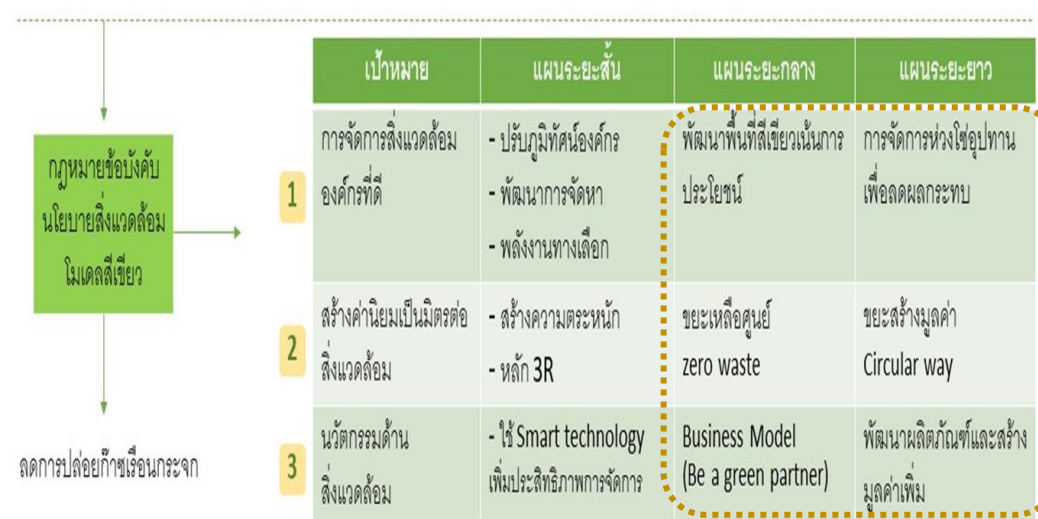 กฎหมายข้อบังคับ
นโยบายสิ่งแวดล้อม
โมเดลสีเขียว
ลดการปล่อยก๊าซเรือนกระจก
เป้าหมาย
แผนระยะสั้น
แผนระยะกลาง
แผนระยะยาว
1
การจัดการสิ่งแวดล้อม
องค์กรที่ดี
- ปรับภูมิทัศน์องค์กร
- พัฒนาการจัดหา
- พลังงานทางเลือก
พัฒนาพื้นที่สีเขียวเน้นการ
ประโยชน์
การจัดการห่วงโซ่อุปทาน
เพื่อลดผลกระทบ
2
สร้างค่านิยมเป็นมิตรต่อ
สิ่งแวดล้อม
- สร้างความตระหนัก
- หลัก 3R
ขยะเหลือศูนย์
zero waste
ขยะสร้างมูลค่า
Circular way
3
นวัตกรรมด้าน
สิ่งแวดล้อม
- ใช้ Smart technology
เพิ่มประสิทธิภาพการจัดการ
Business Model
(Be a green partner)
พัฒนาผลิตภัณฑ์และสร้าง
มูลค่าเพิ่ม